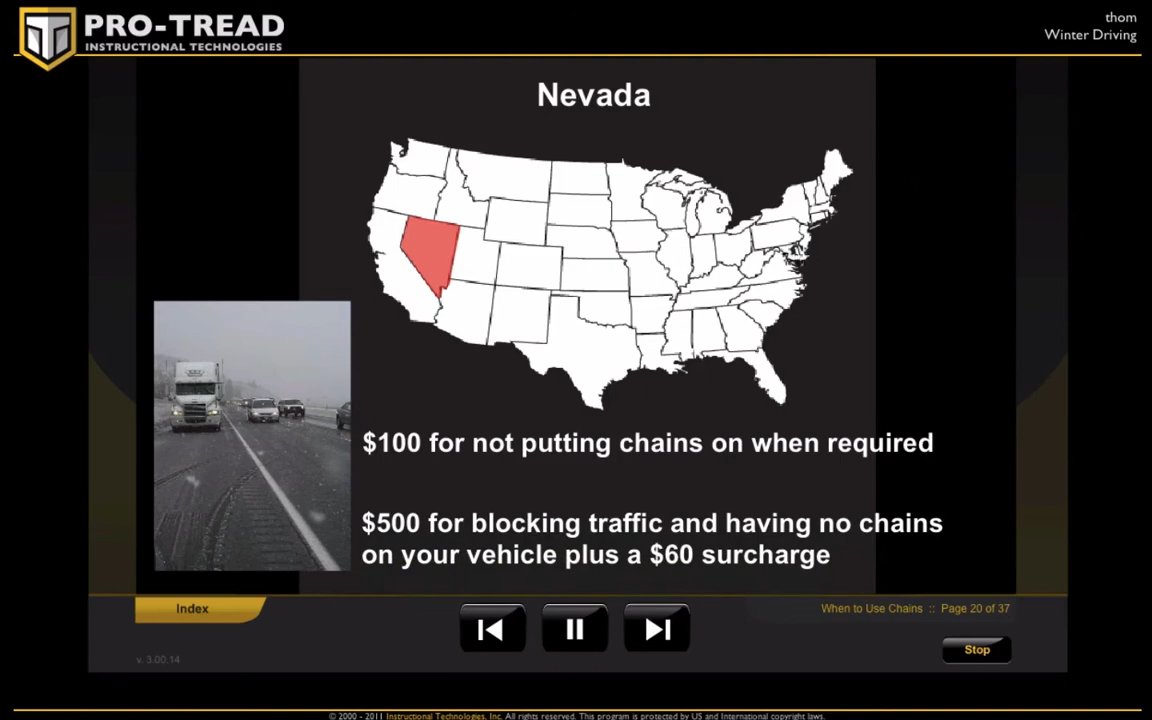 PRO-TREAD
INSTRUCTIONAL TECHNOLOGIES
thom
Winter Driving
Nevada
$100 for not putting chains on when required
$500 for blocking traffic and having no chains
on your vehicle plus a $60 surcharge
Index
When to Use Chains :: Page 20 of 37
Stop
v. 3.00.14
© 2000 - 2011 Instructional Technologies, Inc. All rights reserved. This program is protected by US and International copyright laws.